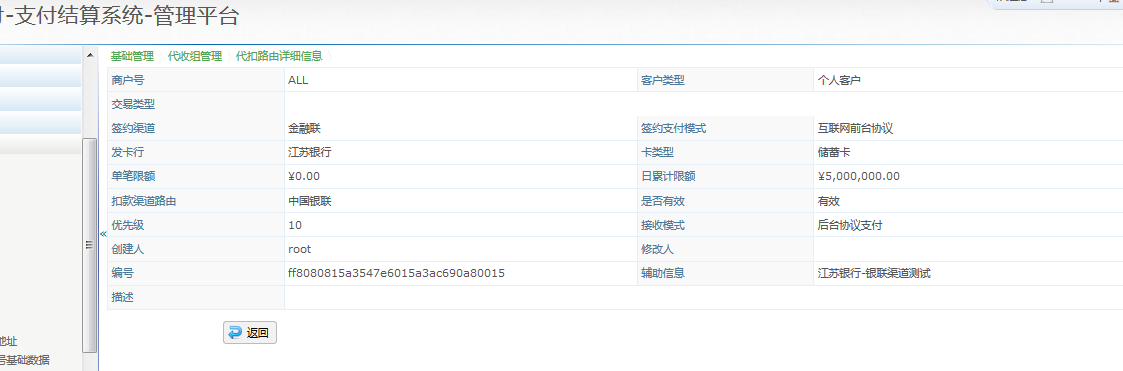 -支付结算系统-管理平台
基础管理 代收组管理 代扣路由详细信息
商户号 ALL 客户类型 个人客户
交易类型
签约渠道 金融联 签约支付模式 互联网前台协议
发卡行 江苏银行 卡类型 储蓄卡
单笔限额 ¥0.00 日累计限额 ¥5,000,000.00
扣款渠道路由 中国银联 是否有效 有效
优先级 10 接收模式 后台协议支付
创建人 root 修改人
编号 ff8080815a3547e6015a3ac690a80015 辅助信息 江苏银行-银联渠道测试
描述
返回
地址
号基础数据